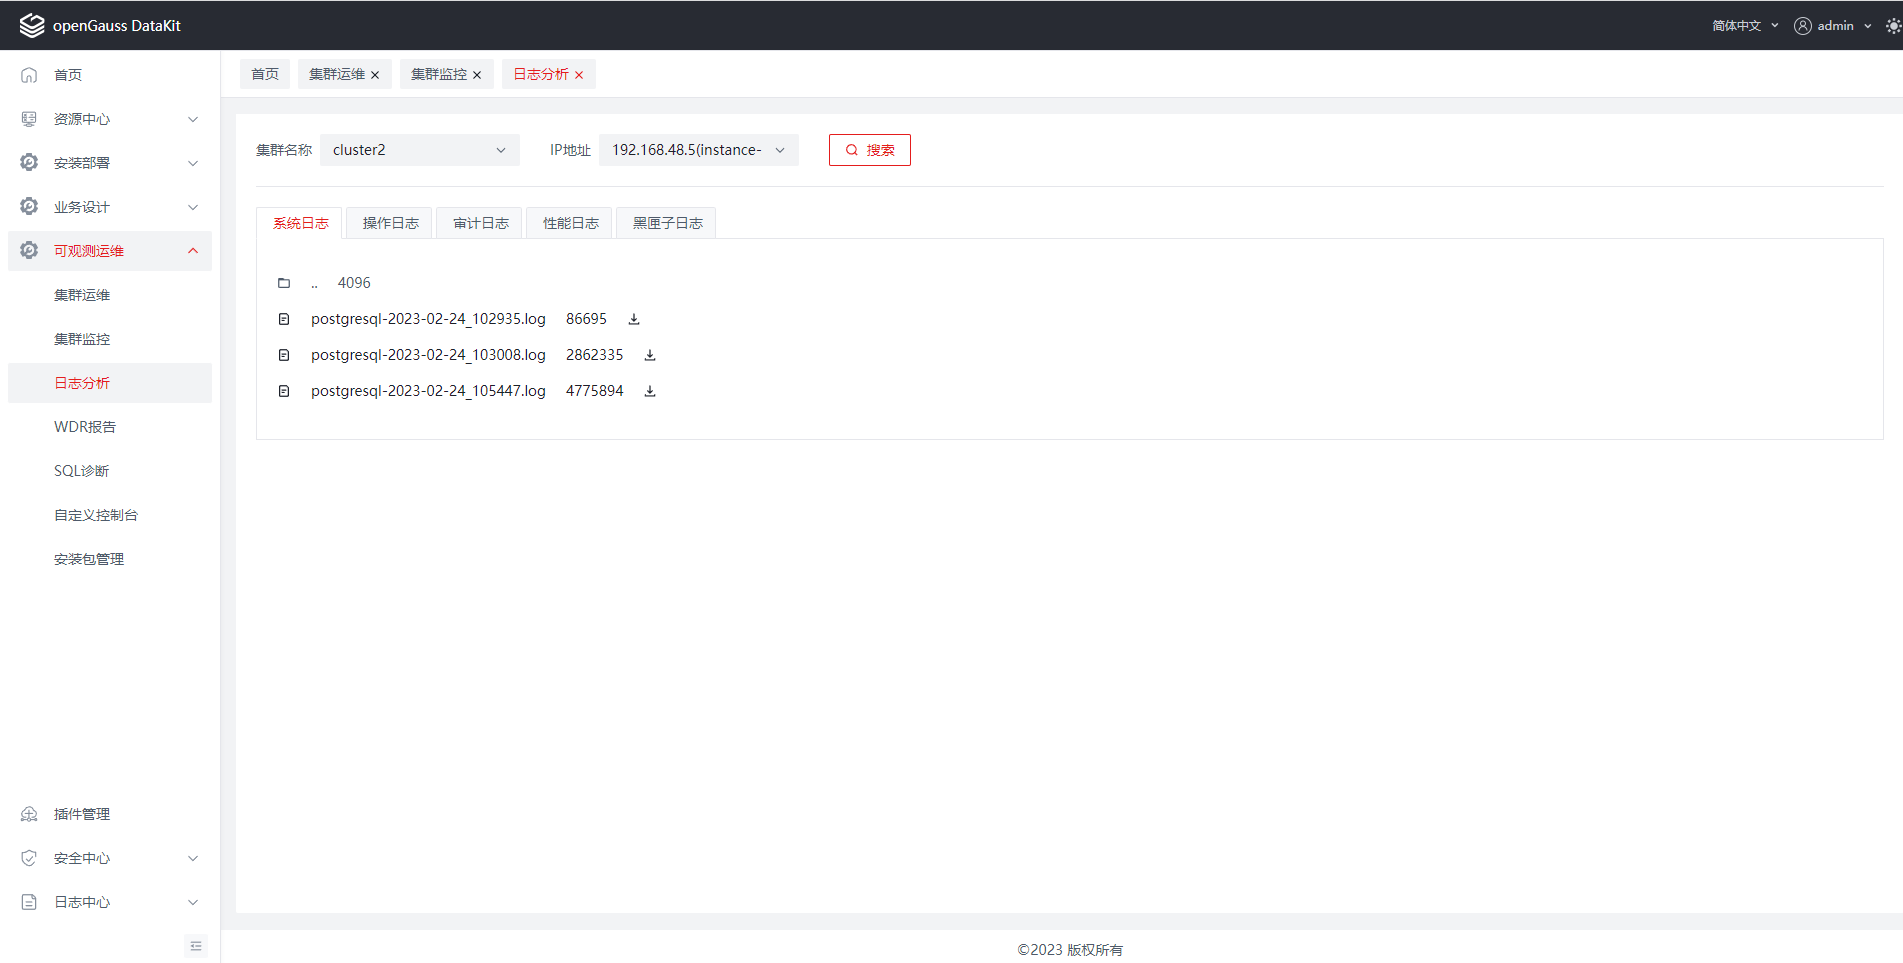 openGauss DataKit
简体中文
admin
首页
资源中心
安装部署
业务设计
可观测运维
集群运维
集群监控
日志分析
WDR报告
SQL诊断
自定义控制台
安装包管理
插件管理
安全中心
日志中心
首页
集群运维
集群监控
日志分析
集群名称 cluster2
IP地址 192.168.48.5(instance-
搜索
系统日志
操作日志
审计日志
性能日志
黑匣子日志
.. 4096
postgresql-2023-02-24_102935.log 86695
postgresql-2023-02-24_103008.log 2862335
postgresql-2023-02-24_105447.log 4775894
©2023 版权所有